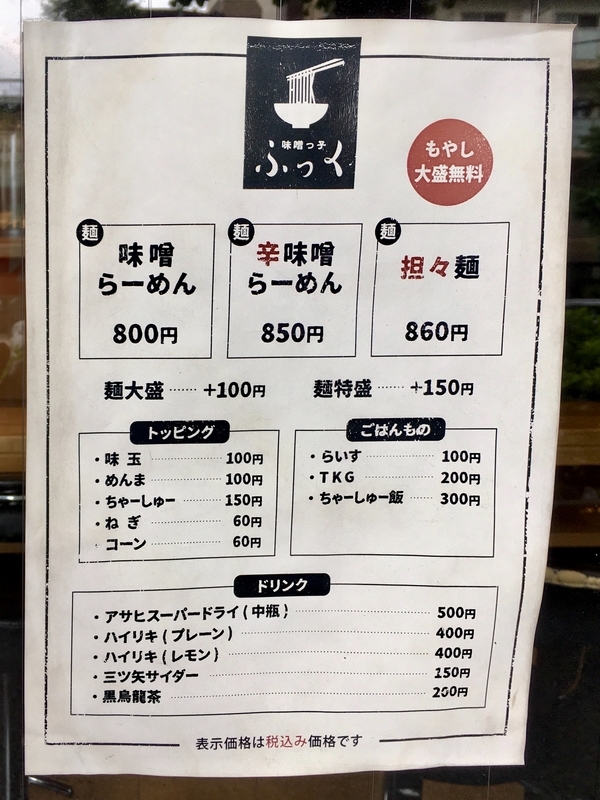 味噌っ子
ふっく
もやし
大盛無料
麺
味噌
らーめん
800円
麺
辛味噌
らーめん
850円
麺
担々麺
860円
麺大盛 ⋯⋯ +100円
麺特盛 ⋯⋯ +150円
トッピング
・味玉 ⋯⋯ 100円
・めんま ⋯⋯ 100円
・ちゃーしゅー ⋯⋯ 150円
・ねぎ ⋯⋯ 60円
・コーン ⋯⋯ 60円
ごはんもの
・らいす ⋯⋯ 100円
・TKG ⋯⋯ 200円
・ちゃーしゅー飯 ⋯⋯ 300円
ドリンク
・アサヒスーパードライ(中瓶) ⋯⋯ 500円
・ハイリキ(プレーン) ⋯⋯ 400円
・ハイリキ(レモン) ⋯⋯ 400円
・三ツ矢サイダー ⋯⋯ 150円
・黒烏龍茶 ⋯⋯ 200円
表示価格は税込み価格です